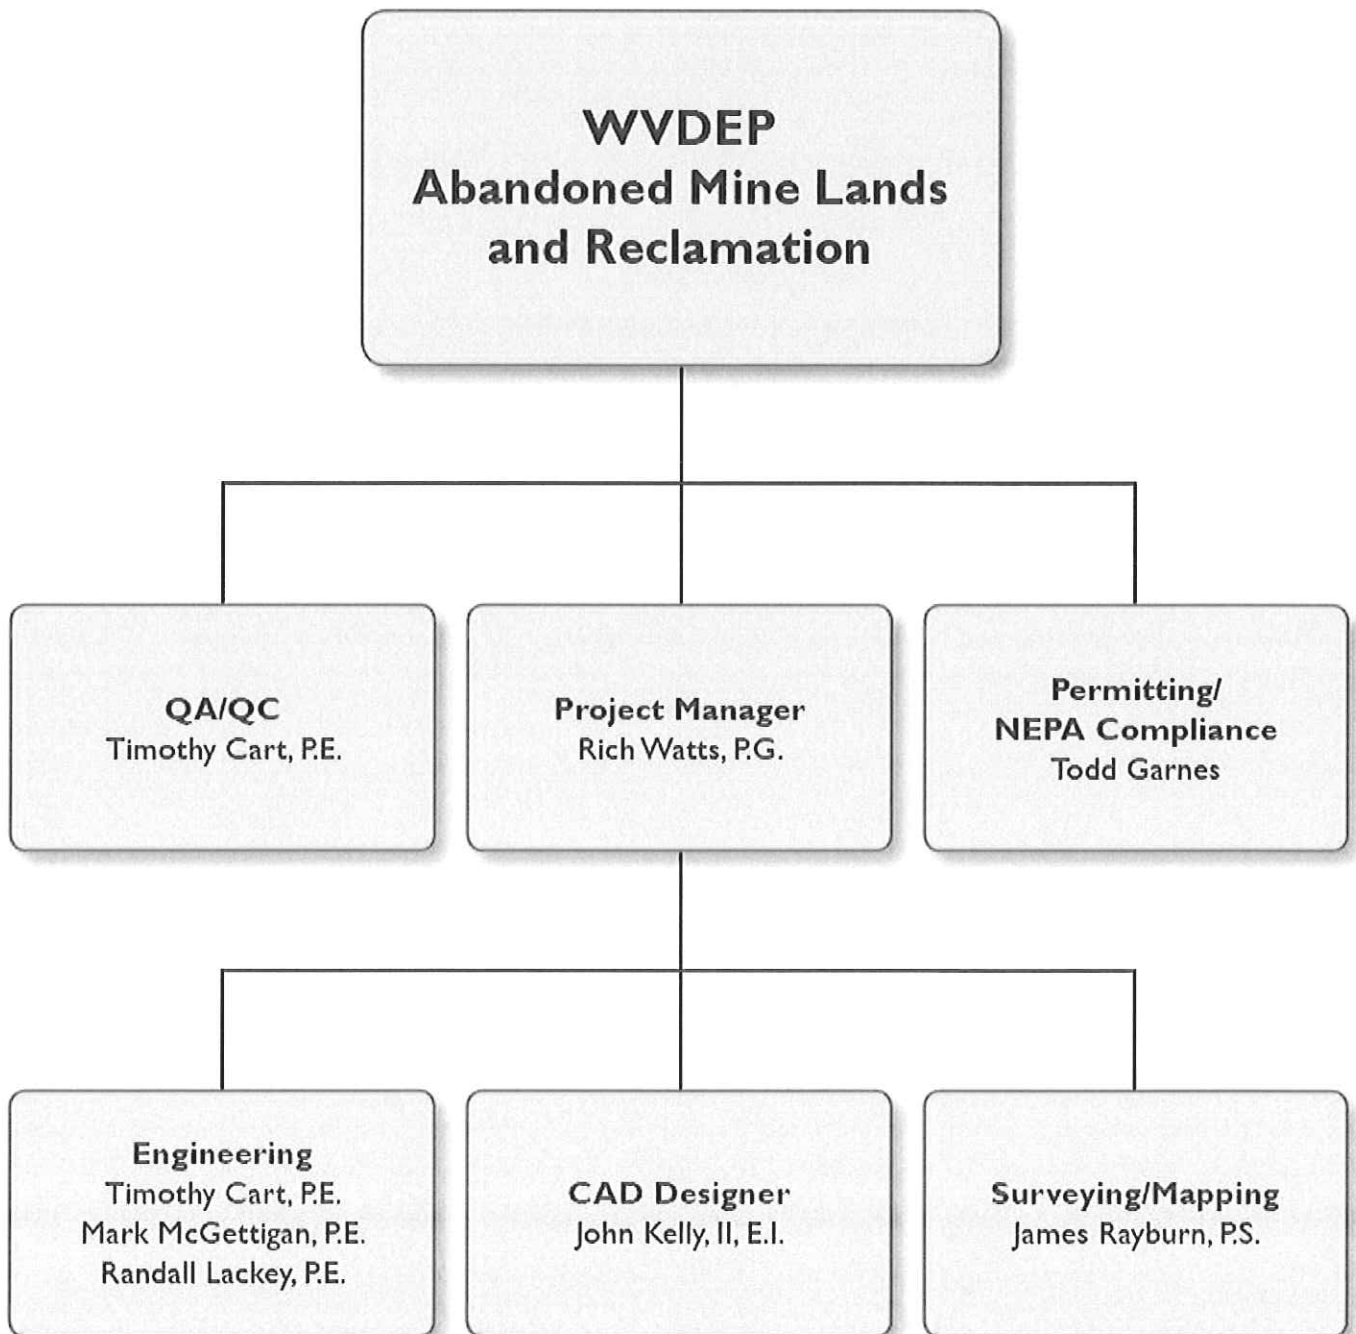 WVDEP
Abandoned Mine Lands
and Reclamation
QA/QC
Timothy Cart, P.E.
Project Manager
Rich Watts, P.G.
Permitting/
NEPA Compliance
Todd Garnes
Engineering
Timothy Cart, P.E.
Mark McGettigan, P.E.
Randall Lackey, P.E.
CAD Designer
John Kelly, II, E.I.
Surveying/Mapping
James Rayburn, P.S.